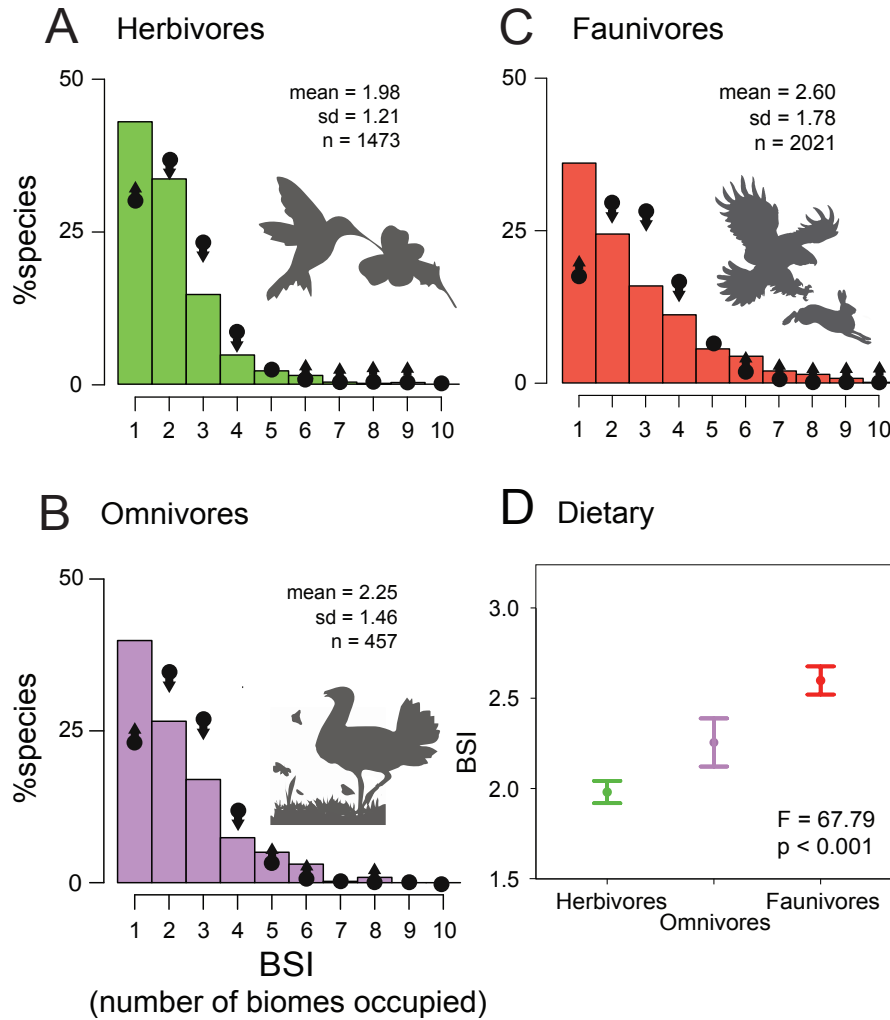 A Herbivores
mean = 1.98
sd = 1.21
n = 1473
50
25
0
%species
1 2 3 4 5 6 7 8 9 10
C Faunivores
mean = 2.60
sd = 1.78
n = 2021
50
25
0
1 2 3 4 5 6 7 8 9 10
B Omnivores
mean = 2.25
sd = 1.46
n = 457
50
25
0
%species
1 2 3 4 5 6 7 8 9 10
BSI
(number of biomes occupied)
D Dietary
3.0
2.5
2.0
1.5
BSI
F = 67.79
p < 0.001
Herbivores
Omnivores
Faunivores